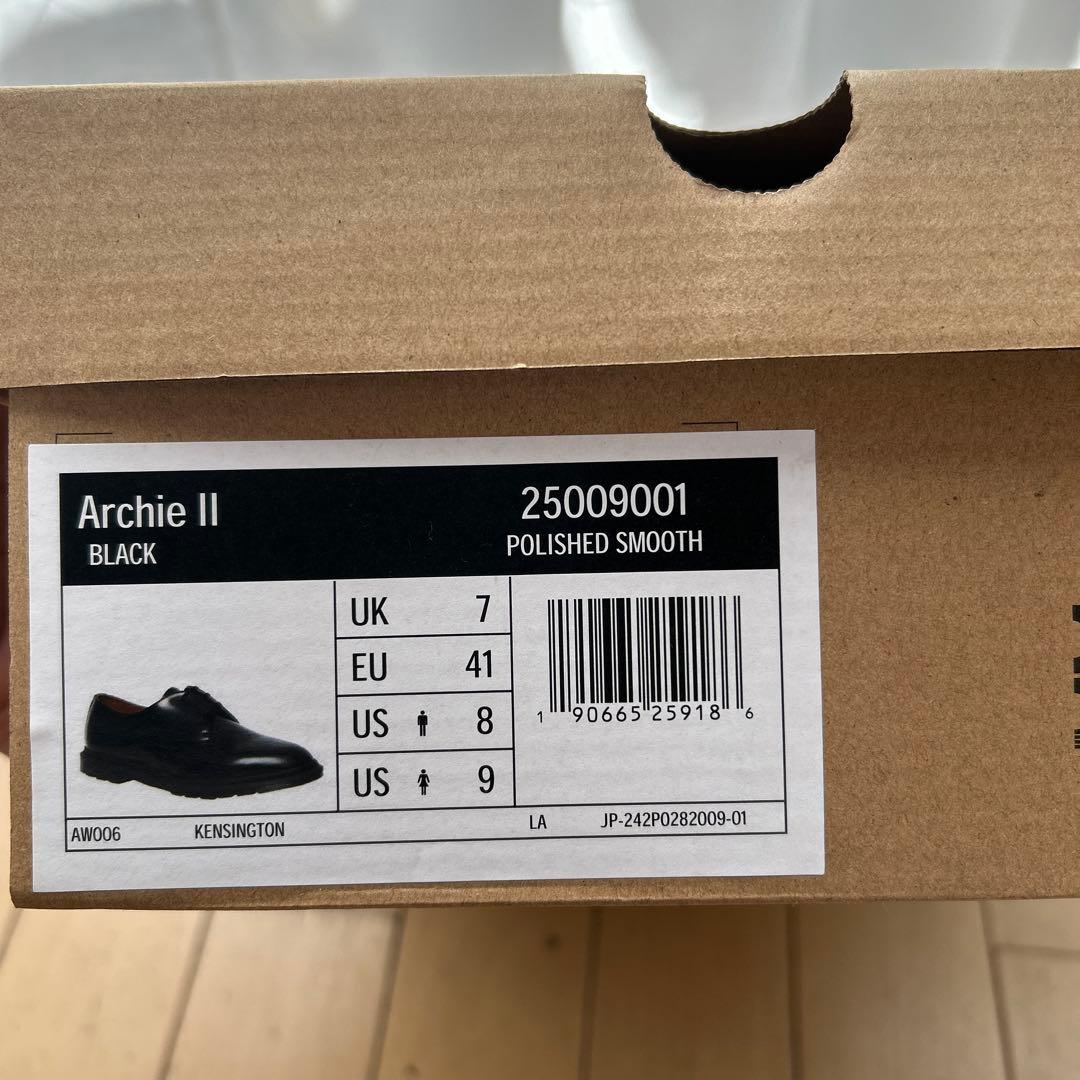 Archie II
BLACK
25009001
POLISHED SMOOTH
UK 7
EU 41
US 8
US 9
1 90665 25918 6
AW006 KENSINGTON LA JP-242P0282009-01